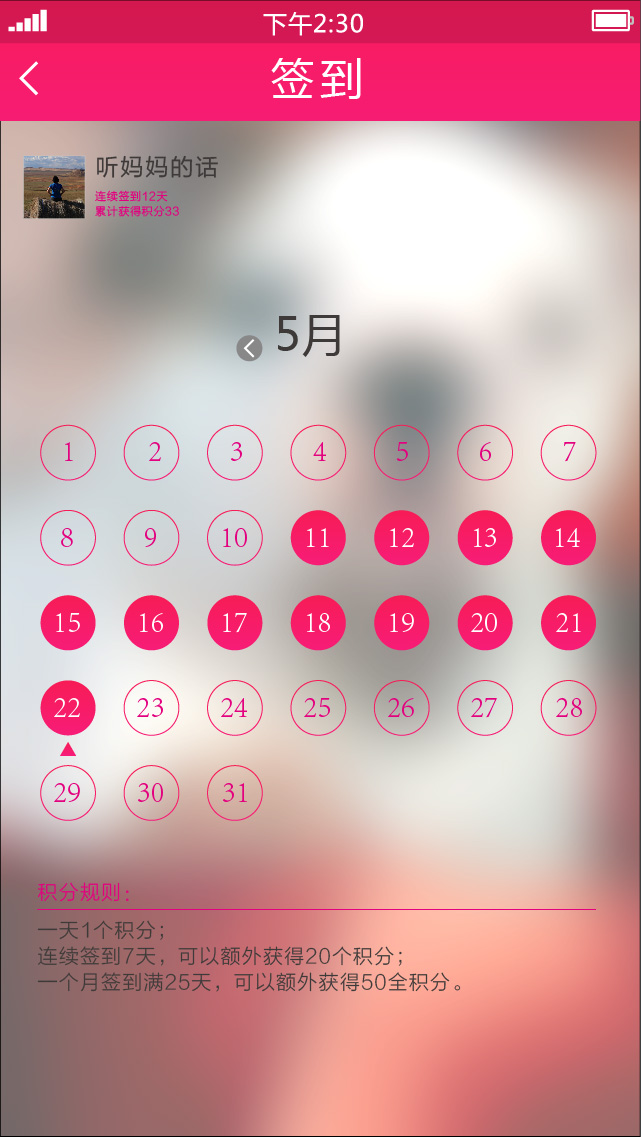 下午2:30
签到
听妈妈的话
连续签到12天
累计获得积分33
5月
1 2 3 4 5 6 7
8 9 10 11 12 13 14
15 16 17 18 19 20 21
22 23 24 25 26 27 28
29 30 31
积分规则：
一天1个积分；
连续签到7天，可以额外获得20个积分；
一个月签到满25天，可以额外获得50全积分。